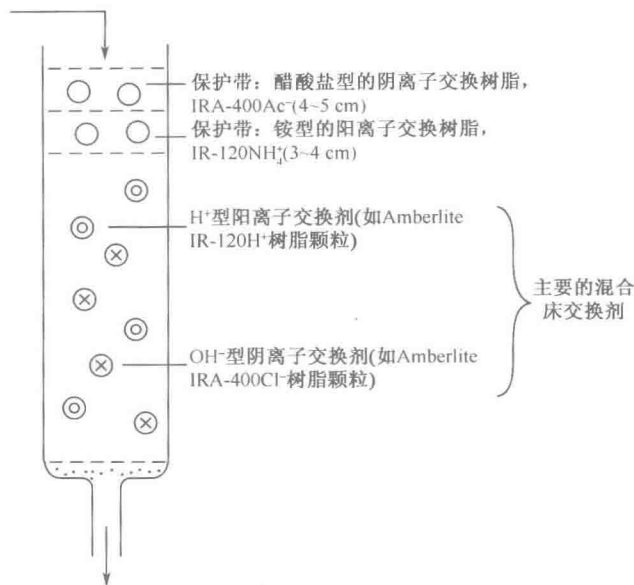 保护带：醋酸盐型的阴离子交换树脂，
IRA-400Ac⁻(4~5 cm)
保护带：铵型的阳离子交换树脂，
IR-120NH₄⁺(3~4 cm)
H⁺型阳离子交换剂(如Amberlite
IR-120H⁺树脂颗粒)
主要的混合
床交换剂
OH⁻型阴离子交换剂(如Amberlite
IRA-400Cl⁻树脂颗粒)